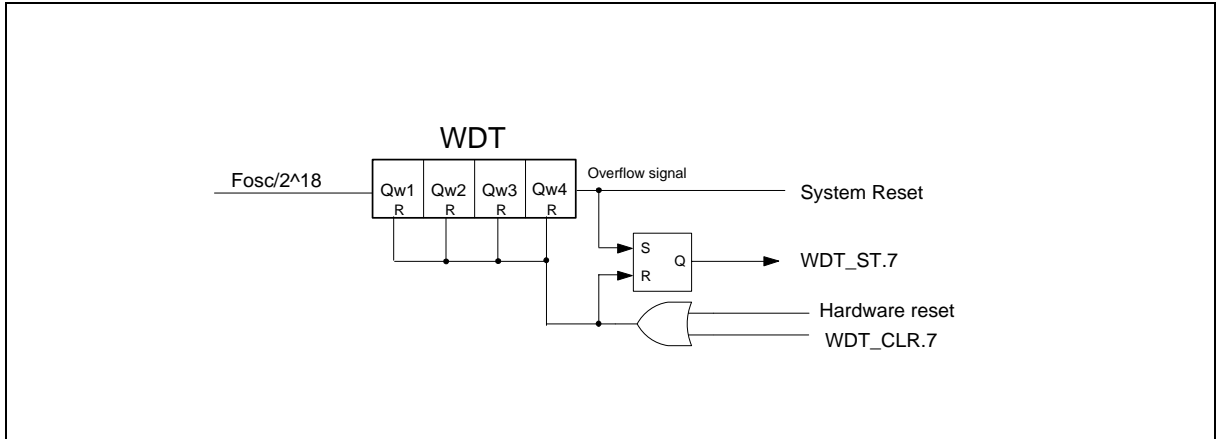 WDT
Fosc/2^18
Qw1 Qw2 Qw3 Qw4
R R R R
Overflow signal
System Reset
S
Q
R
WDT_ST.7
Hardware reset
WDT_CLR.7